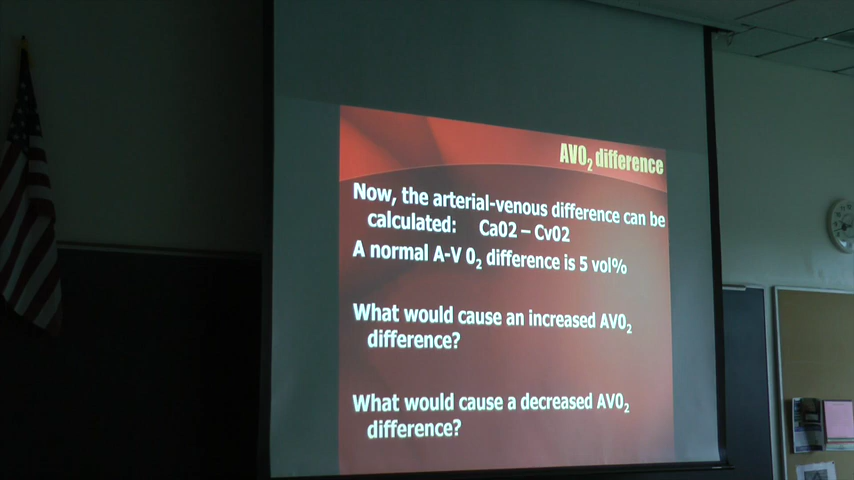 AVO₂ difference
Now, the arterial-venous difference can be
calculated: Ca02 – Cv02
A normal A-V 0₂ difference is 5 vol%
What would cause an increased AV0₂
difference?
What would cause a decreased AV0₂
difference?